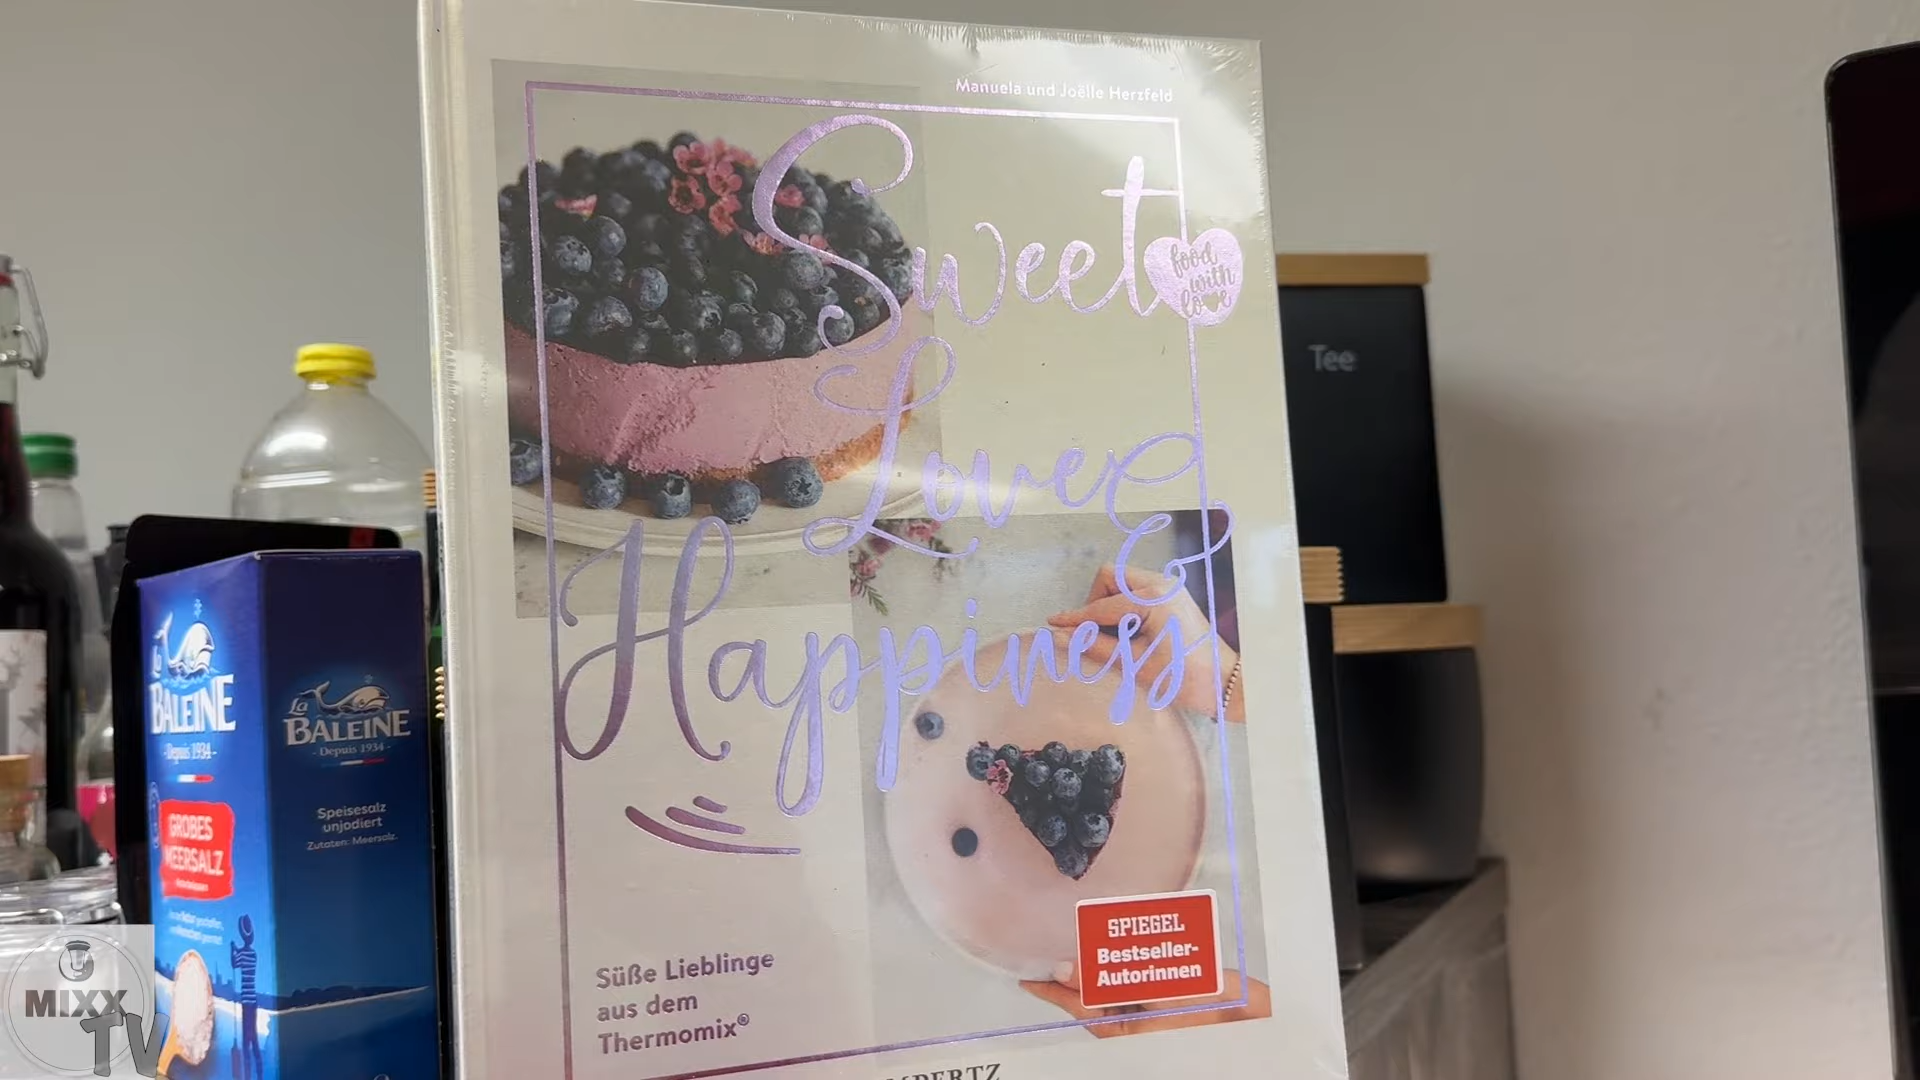 Manuela und Joëlle Herzfeld
Sweet
food
with
love
Love &
Happiness
Süße Lieblinge
aus dem
Thermomix®
SPIEGEL
Bestseller-
Autorinnen
Tee
La
BALEINE
- Depuis 1934 -
GROBES
MEERSALZ
La
BALEINE
- Depuis 1934 -
Speisesalz
unjodiert
Zutaten: Meersalz.
MIXX
TV